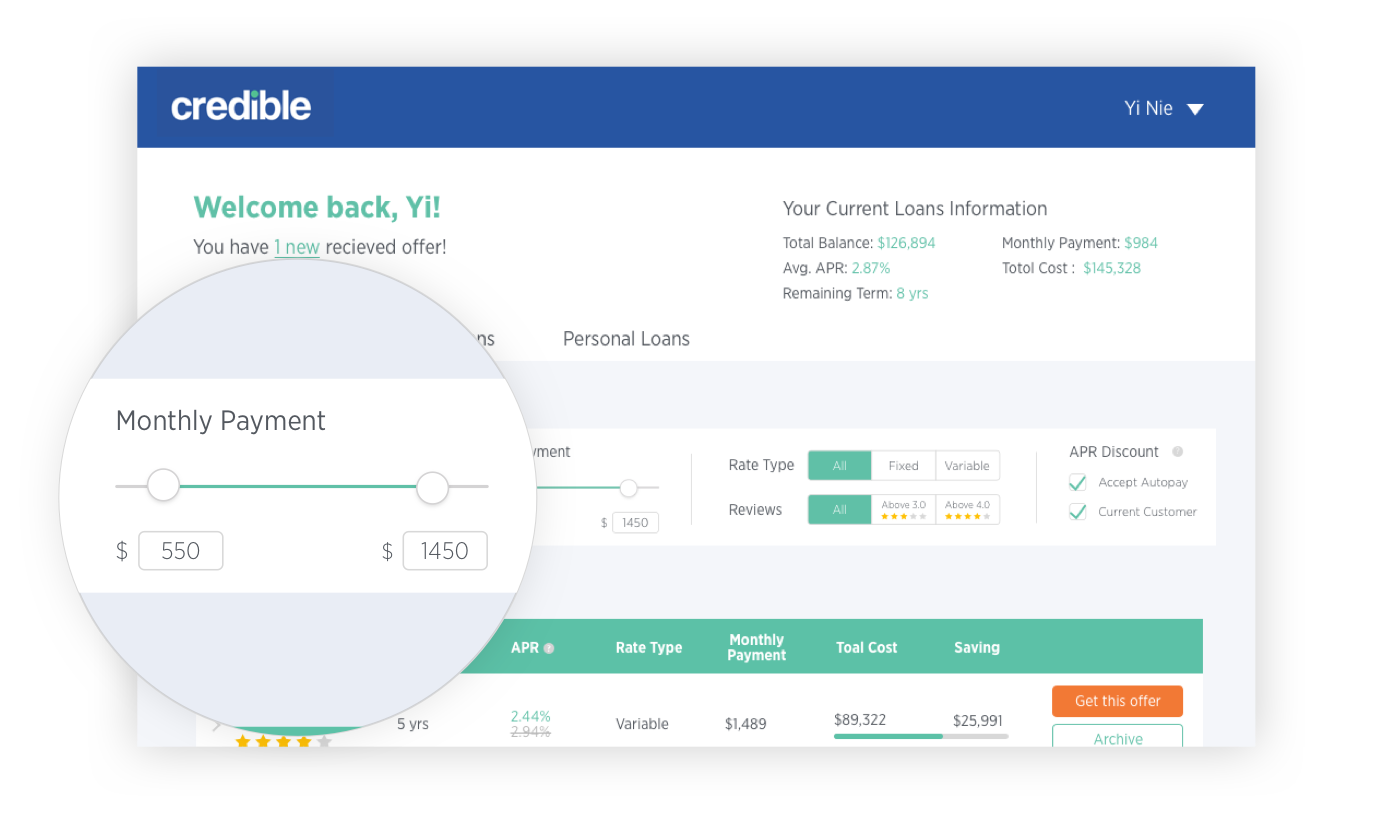 credible
Yi Nie
Welcome back, Yi!
You have 1 new recieved offer!
Your Current Loans Information
Total Balance: $126,894
Monthly Payment: $984
Avg. APR: 2.87%
Totol Cost : $145,328
Remaining Term: 8 yrs
Personal Loans
Monthly Payment
$ 550
$ 1450
$ 1450
Rate Type
All
Fixed
Variable
Reviews
All
Above 3.0
Above 4.0
APR Discount
Accept Autopay
Current Customer
APR
Rate Type
Monthly
Payment
Toal Cost
Saving
5 yrs
2.44%
2.94%
Variable
$1,489
$89,322
$25,991
Get this offer
Archive